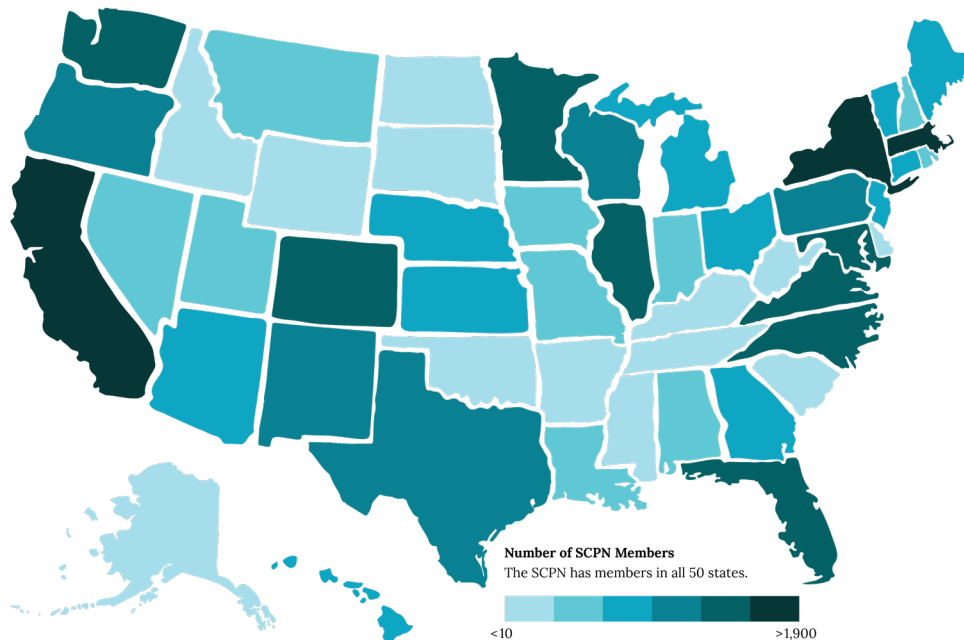 Number of SCPN Members
The SCPN has members in all 50 states.
<10 >1,900